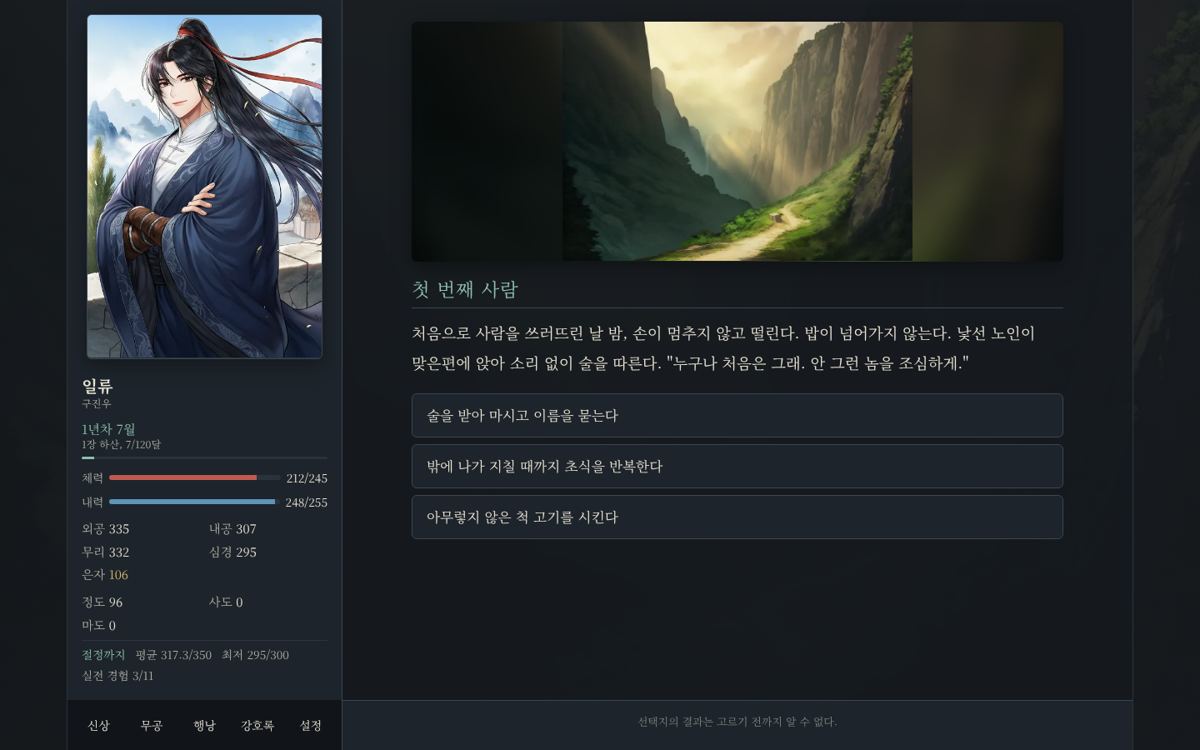 일류
구진우
1년차 7월
1장 하산, 7/120달
체력 212/245
내력 248/255
외공 335 내공 307
무리 332 심경 295
은자 106
정도 96 사도 0
마도 0
절정까지 평균 317.3/350 최저 295/300
실전 경험 3/11
신상 무공 행낭 강호록 설정
첫 번째 사람
처음으로 사람을 쓰러뜨린 날 밤, 손이 멈추지 않고 떨린다. 밥이 넘어가지 않는다. 낯선 노인이
맞은편에 앉아 소리 없이 술을 따른다. "누구나 처음은 그래. 안 그런 놈을 조심하게."
술을 받아 마시고 이름을 묻는다
밖에 나가 지칠 때까지 초식을 반복한다
아무렇지 않은 척 고기를 시킨다
선택지의 결과는 고르기 전까지 알 수 없다.